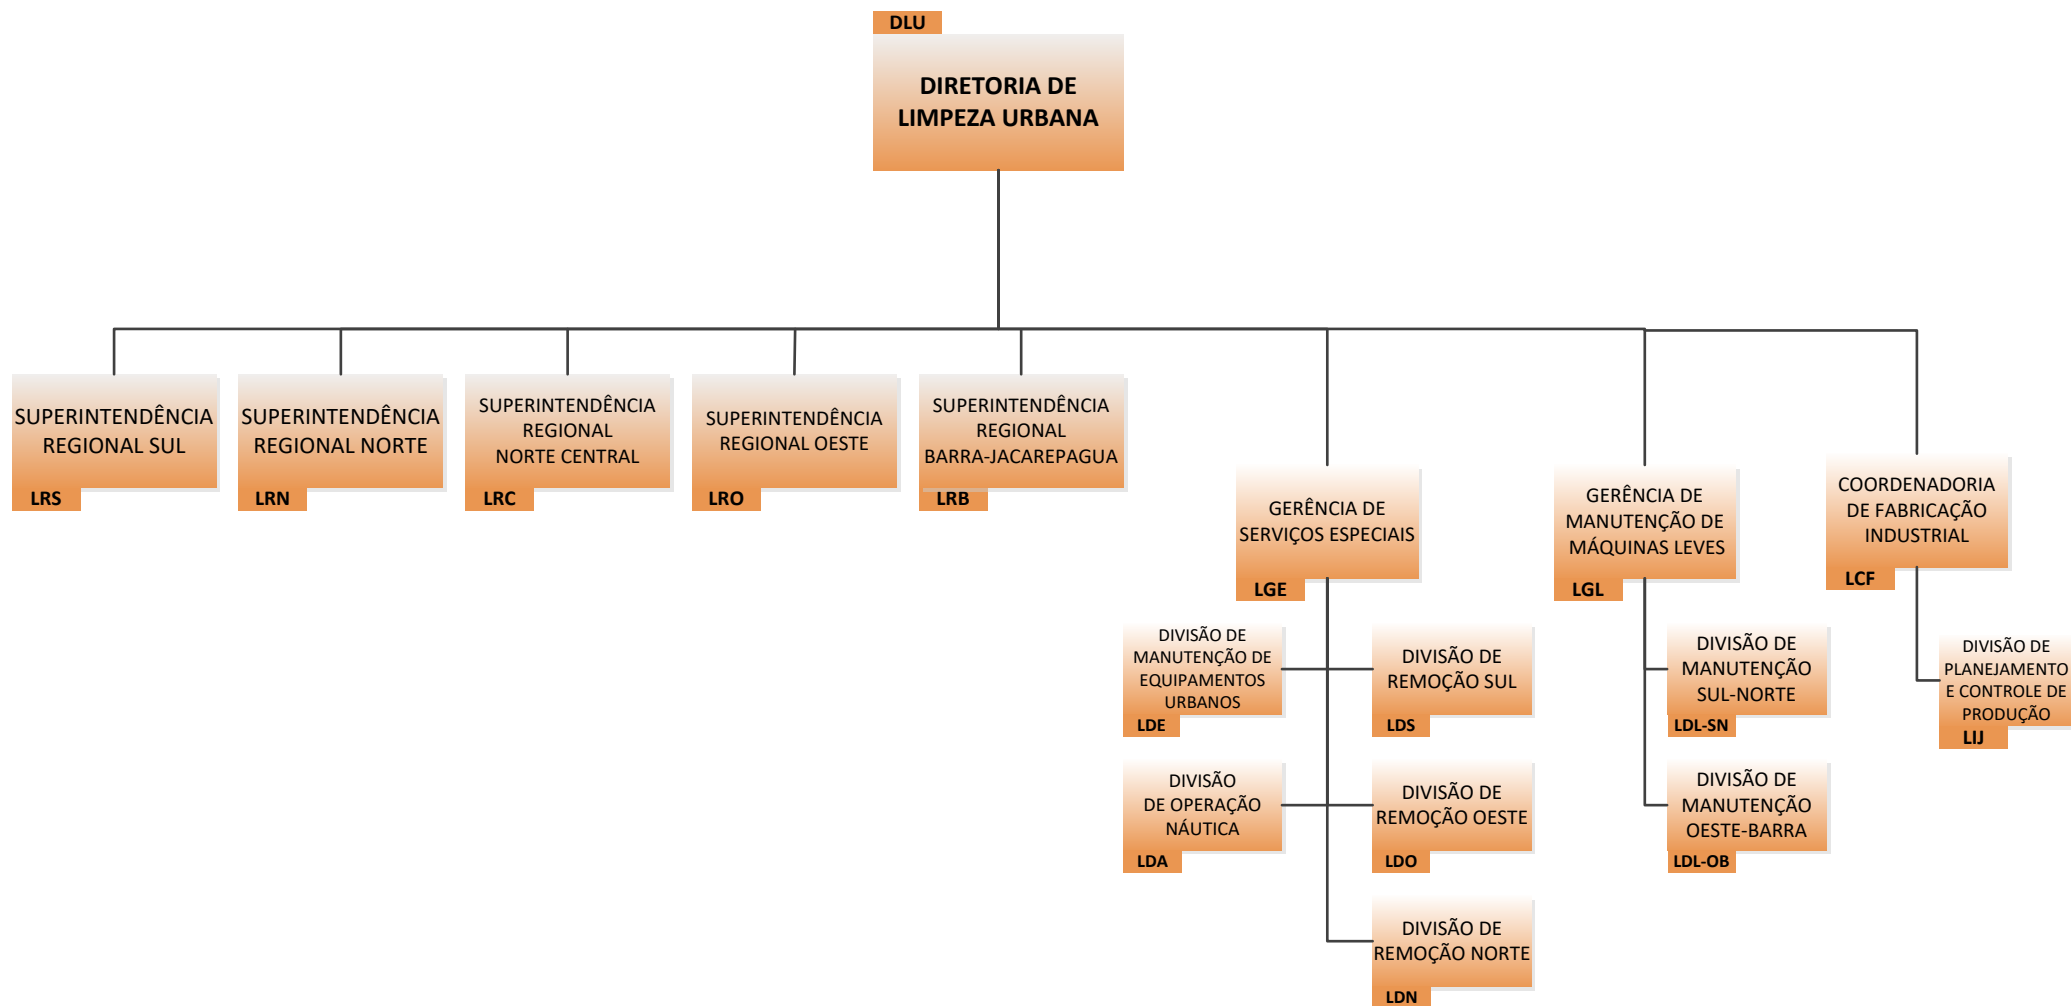 DLU
DIRETORIA DE
LIMPEZA URBANA
SUPERINTENDÊNCIA
REGIONAL SUL
LRS
SUPERINTENDÊNCIA
REGIONAL NORTE
LRN
SUPERINTENDÊNCIA
REGIONAL
NORTE CENTRAL
LRC
SUPERINTENDÊNCIA
REGIONAL OESTE
LRO
SUPERINTENDÊNCIA
REGIONAL
BARRA-JACAREPAGUA
LRB
GERÊNCIA DE
SERVIÇOS ESPECIAIS
LGE
GERÊNCIA DE
MANUTENÇÃO DE
MÁQUINAS LEVES
LGL
COORDENADORIA
DE FABRICAÇÃO
INDUSTRIAL
LCF
DIVISÃO DE
MANUTENÇÃO DE
EQUIPAMENTOS
URBANOS
LDE
DIVISÃO DE
REMOÇÃO SUL
LDS
DIVISÃO DE
MANUTENÇÃO
SUL-NORTE
LDL-SN
DIVISÃO DE
PLANEJAMENTO
E CONTROLE DE
PRODUÇÃO
LIJ
DIVISÃO
DE OPERAÇÃO
NÁUTICA
LDA
DIVISÃO DE
REMOÇÃO OESTE
LDO
DIVISÃO DE
MANUTENÇÃO
OESTE-BARRA
LDL-OB
DIVISÃO DE
REMOÇÃO NORTE
LDN